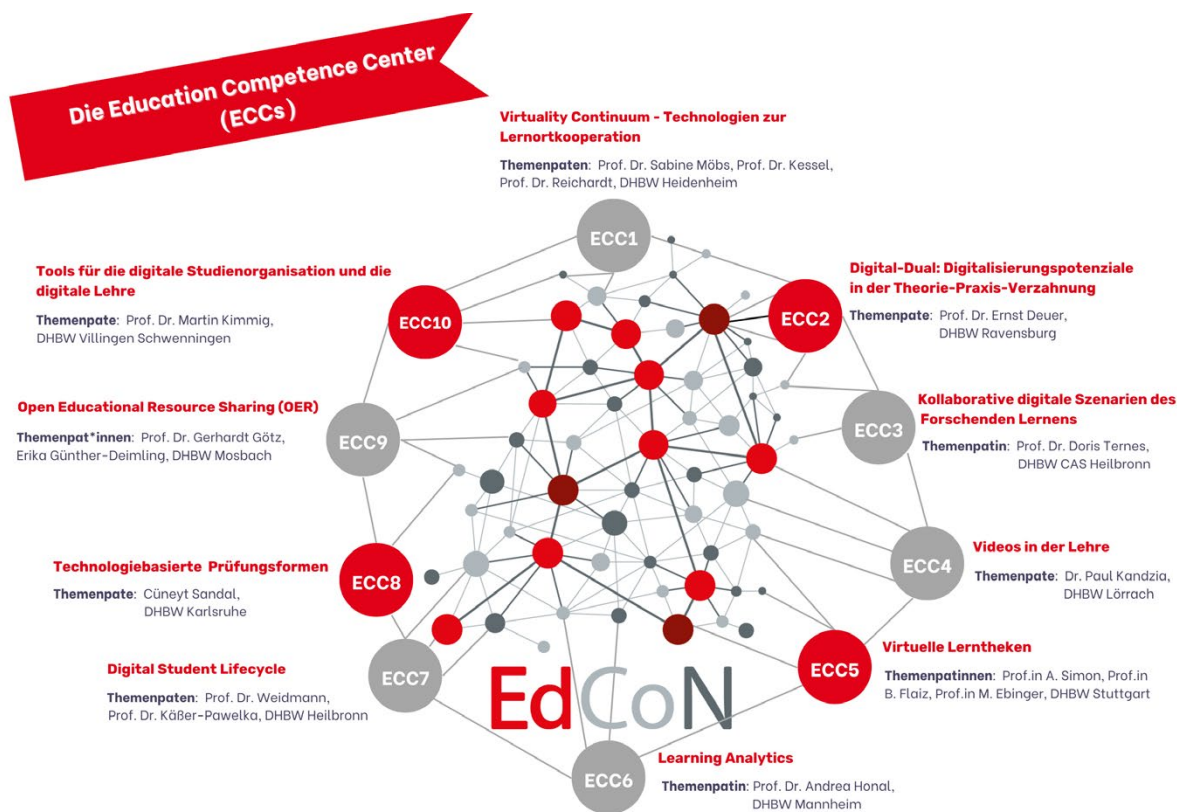 Die Education Competence Center
(ECCs)
Virtuality Continuum - Technologien zur
Lernortkooperation
Themenpaten: Prof. Dr. Sabine Möbs, Prof. Dr. Kessel,
Prof. Dr. Reichardt, DHBW Heidenheim
ECC1
Digital-Dual: Digitalisierungspotenziale
in der Theorie-Praxis-Verzahnung
Themenpate: Prof. Dr. Ernst Deuer,
DHBW Ravensburg
ECC2
Kollaborative digitale Szenarien des
Forschenden Lernens
Themenpatin: Prof. Dr. Doris Ternes,
DHBW CAS Heilbronn
ECC3
Videos in der Lehre
Themenpate: Dr. Paul Kandzia,
DHBW Lörrach
ECC4
Virtuelle Lerntheken
Themenpatinnen: Prof.in A. Simon, Prof.in
B. Flaiz, Prof.in M. Ebinger, DHBW Stuttgart
ECC5
Learning Analytics
Themenpatin: Prof. Dr. Andrea Honal,
DHBW Mannheim
ECC6
Digital Student Lifecycle
Themenpaten: Prof. Dr. Weidmann,
Prof. Dr. Käßer-Pawelka, DHBW Heilbronn
ECC7
Technologiebasierte Prüfungsformen
Themenpate: Cüneyt Sandal,
DHBW Karlsruhe
ECC8
Open Educational Resource Sharing (OER)
Themenpat*innen: Prof. Dr. Gerhardt Götz,
Erika Günther-Deimling, DHBW Mosbach
ECC9
Tools für die digitale Studienorganisation und die
digitale Lehre
Themenpate: Prof. Dr. Martin Kimmig,
DHBW Villingen Schwenningen
ECC10
EdCoN